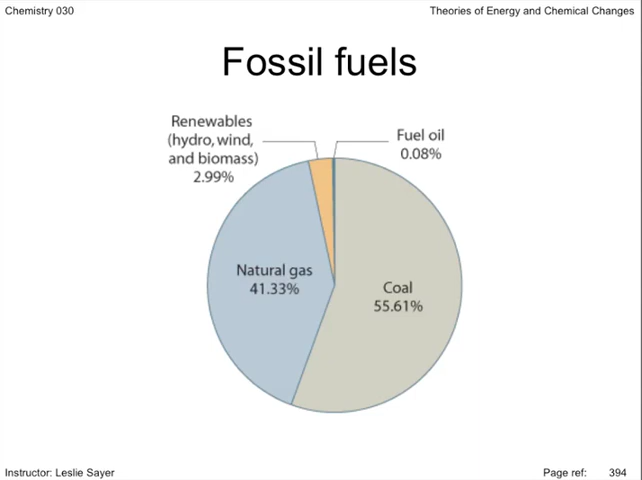 Chemistry 030
Theories of Energy and Chemical Changes
Fossil fuels
Renewables
(hydro, wind,
and biomass)
2.99%
Fuel oil
0.08%
Natural gas
41.33%
Coal
55.61%
Instructor: Leslie Sayer
Page ref: 394